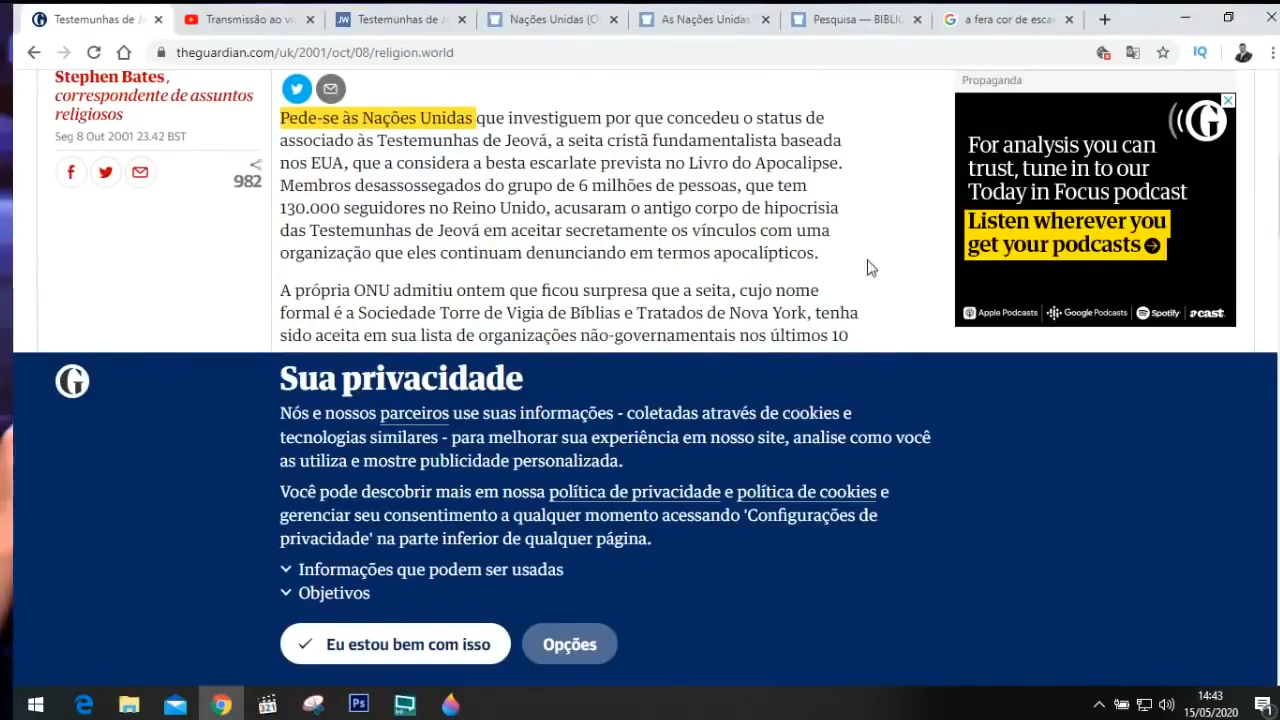 Testemunhas de J
Transmissão ao vi
Testemunhas de J
Nações Unidas (O
As Nações Unidas
Pesquisa — BIBLIO
a fera cor de escar
theguardian.com/uk/2001/oct/08/religion.world
IQ
Stephen Bates,
correspondente de assuntos
religiosos
Seg 8 Out 2001 23.42 BST
982
Pede-se às Nações Unidas que investiguem por que concedeu o status de
associado às Testemunhas de Jeová, a seita cristã fundamentalista baseada
nos EUA, que a considera a besta escarlate prevista no Livro do Apocalipse.
Membros desassossegados do grupo de 6 milhões de pessoas, que tem
130.000 seguidores no Reino Unido, acusaram o antigo corpo de hipocrisia
das Testemunhas de Jeová em aceitar secretamente os vínculos com uma
organização que eles continuam denunciando em termos apocalípticos.
A própria ONU admitiu ontem que ficou surpresa que a seita, cujo nome
formal é a Sociedade Torre de Vigia de Bíblias e Tratados de Nova York, tenha
sido aceita em sua lista de organizações não-governamentais nos últimos 10
Propaganda
For analysis you can
trust, tune in to our
Today in Focus podcast
Listen wherever you
get your podcasts
Apple Podcasts Google Podcasts Spotify acast.
Sua privacidade
Nós e nossos parceiros use suas informações - coletadas através de cookies e
tecnologias similares - para melhorar sua experiência em nosso site, analise como você
as utiliza e mostre publicidade personalizada.
Você pode descobrir mais em nossa política de privacidade e política de cookies e
gerenciar seu consentimento a qualquer momento acessando 'Configurações de
privacidade' na parte inferior de qualquer página.
Informações que podem ser usadas
Objetivos
Eu estou bem com isso
Opções
14:43
15/05/2020